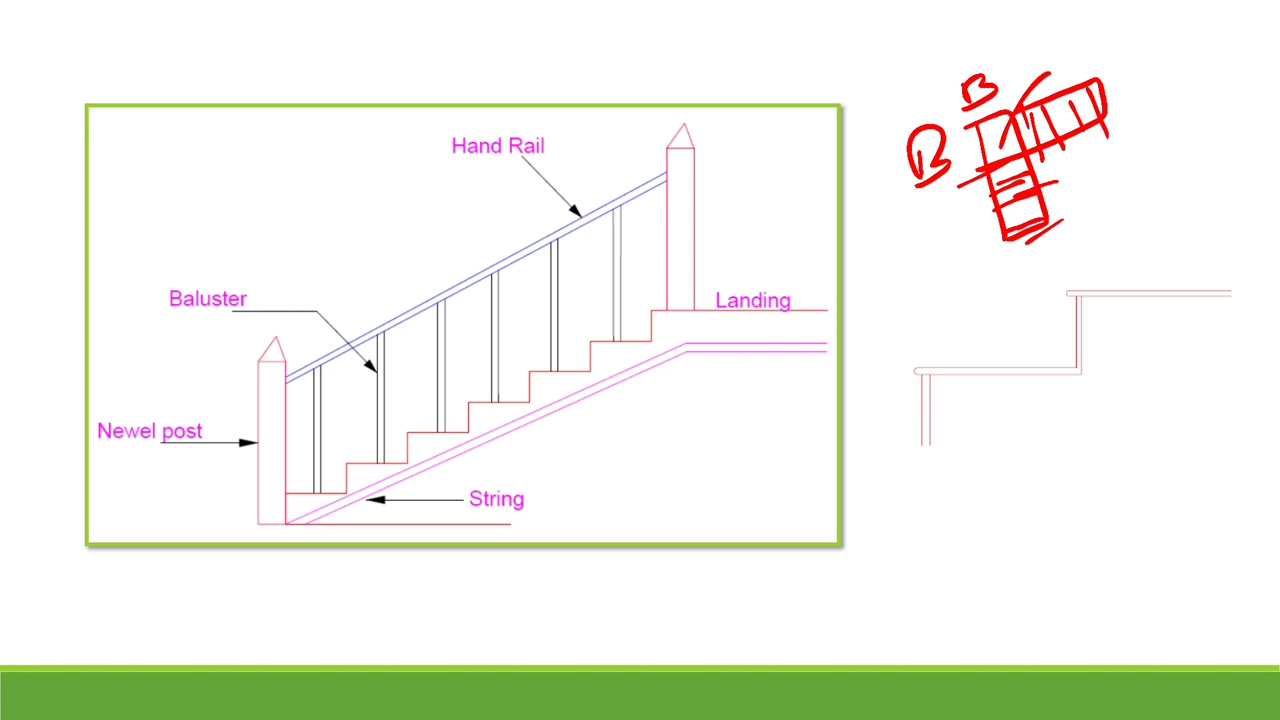 B
Hand Rail
B
Baluster
Landing
Newel post
String